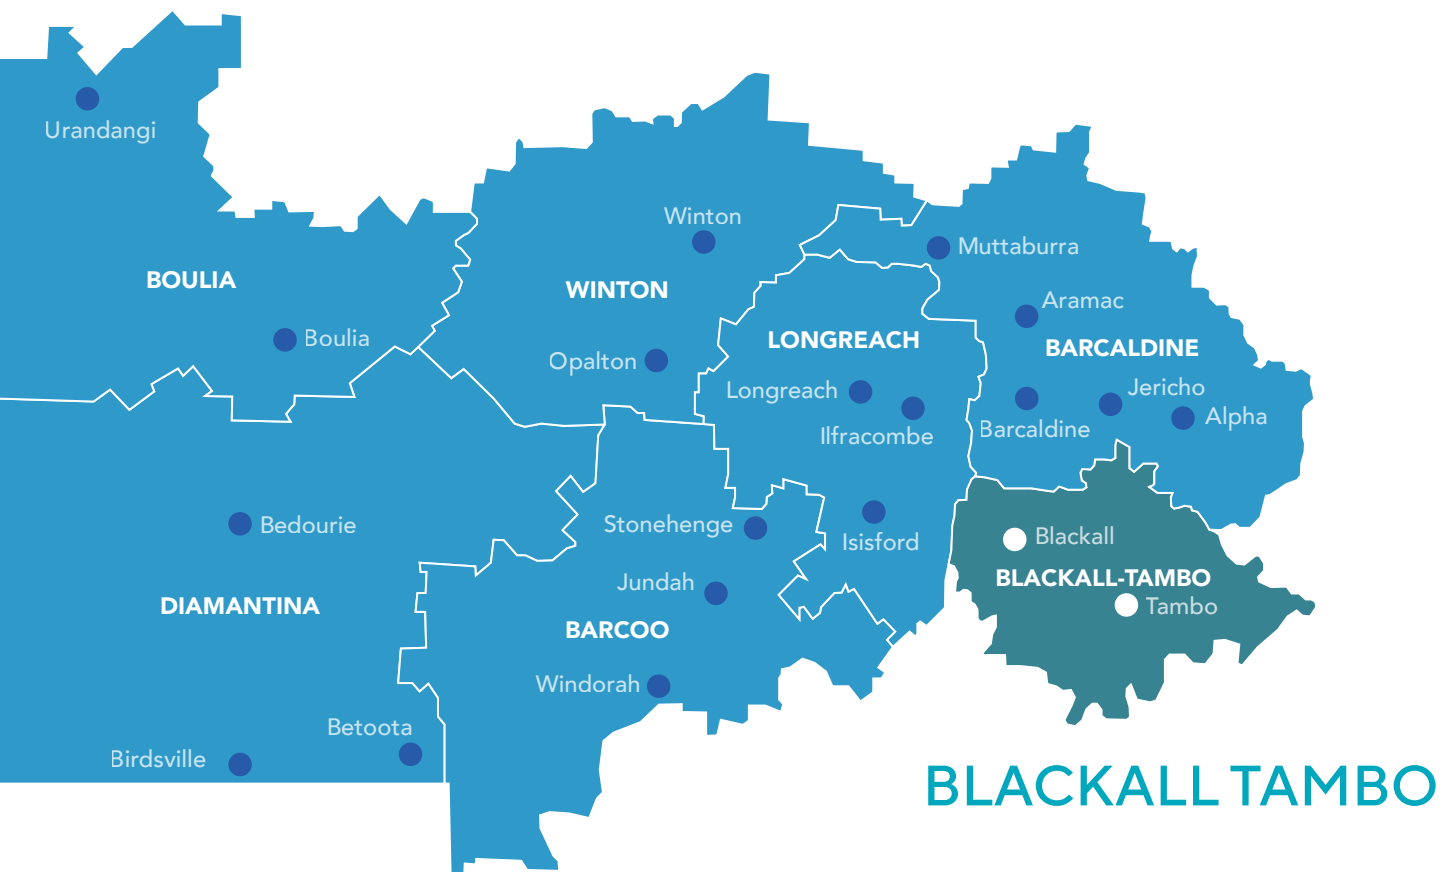 Urandangi
BOULIA
Boulia
Winton
WINTON
Opalton
Muttaburra
Aramac
LONGREACH
BARCALDINE
Longreach
Ilfracombe
Jericho
Alpha
Barcaldine
Isisford
Bedourie
DIAMANTINA
Stonehenge
Jundah
BARCOO
Windorah
Betoota
Birdsville
Blackall
BLACKALL-TAMBO
Tambo
BLACKALL TAMBO